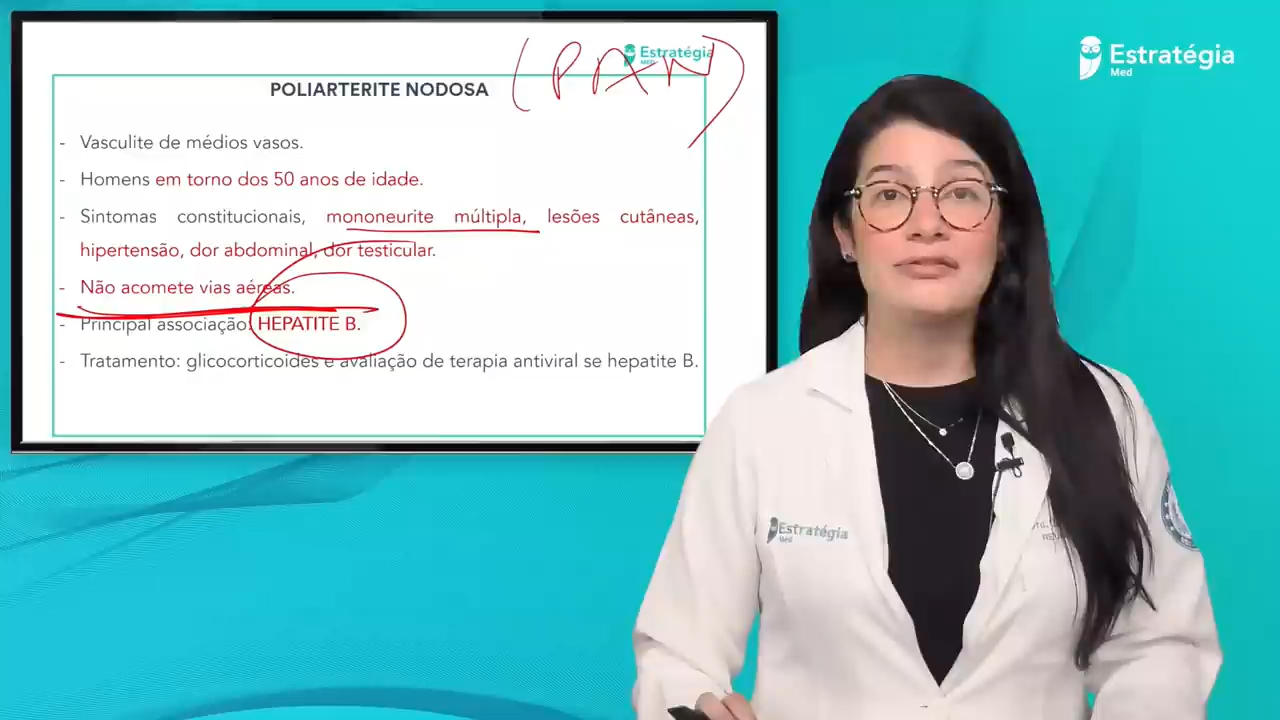 (PAN)
Estratégia
POLIARTERITE NODOSA
- Vasculite de médios vasos.
- Homens em torno dos 50 anos de idade.
- Sintomas constitucionais, mononeurite múltipla, lesões cutâneas,
hipertensão, dor abdominal, dor testicular.
- Não acomete vias aéreas.
- Principal associação: HEPATITE B.
- Tratamento: glicocorticoides e avaliação de terapia antiviral se hepatite B.
Estratégia
Med
Estratégia
Med